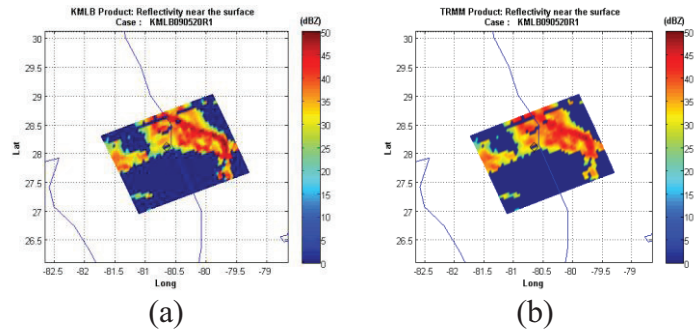 KMLB Product: Reflectivity near the surface
Case : KMLB090520R1
(dBZ)
30
29.5
29
28.5
28
27.5
27
26.5
Lat
-82.5 -82 -81.5 -81 -80.5 -80 -79.5 -79
Long
50
45
40
35
30
25
20
15
10
5
0
(a)
TRMM Product: Reflectivity near the surface
Case : KMLB090520R1
(dBZ)
30
29.5
29
28.5
28
27.5
27
26.5
Lat
-82.5 -82 -81.5 -81 -80.5 -80 -79.5 -79
Long
50
45
40
35
30
25
20
15
10
5
0
(b)